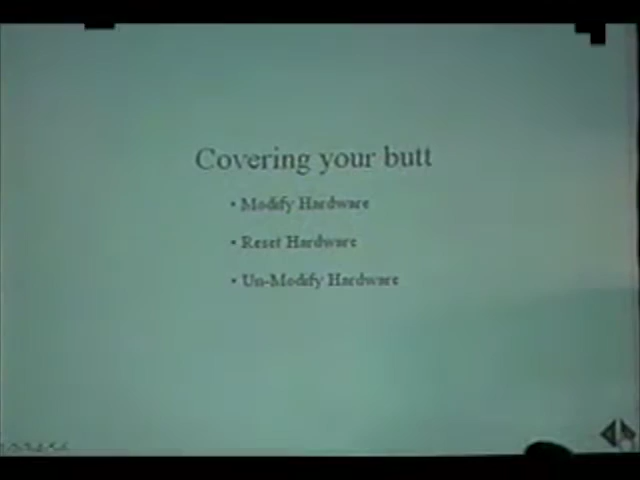 Covering your butt
• Modify Hardware
• Reset Hardware
• Un-Modify Hardware